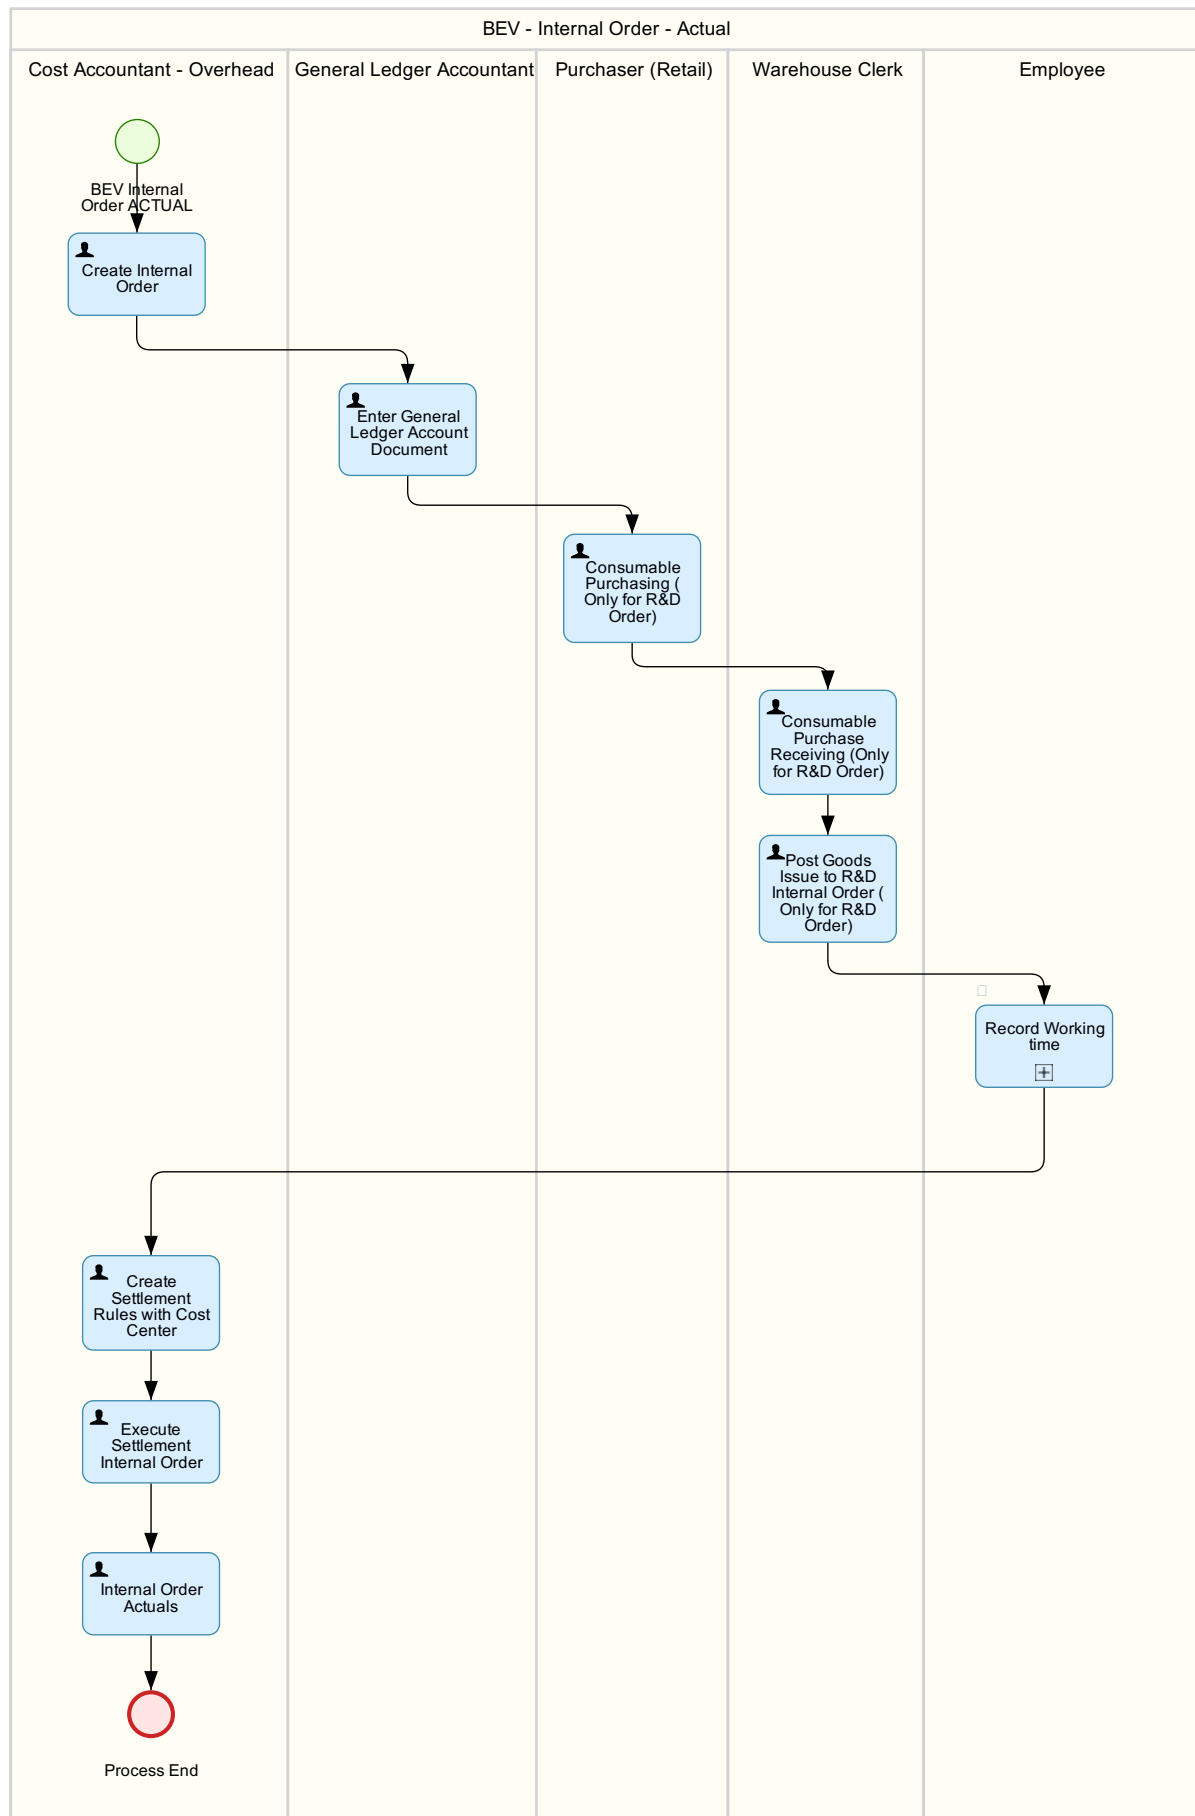 BEV - Internal Order - Actual
Cost Accountant - Overhead
General Ledger Accountant
Purchaser (Retail)
Warehouse Clerk
Employee
BEV Internal
Order ACTUAL
Create Internal
Order
Enter General
Ledger Account
Document
Consumable
Purchasing (
Only for R&D
Order)
Consumable
Purchase
Receiving (Only
for R&D Order)
Post Goods
Issue to R&D
Internal Order (
Only for R&D
Order)
Record Working
time
Create
Settlement
Rules with Cost
Center
Execute
Settlement
Internal Order
Internal Order
Actuals
Process End